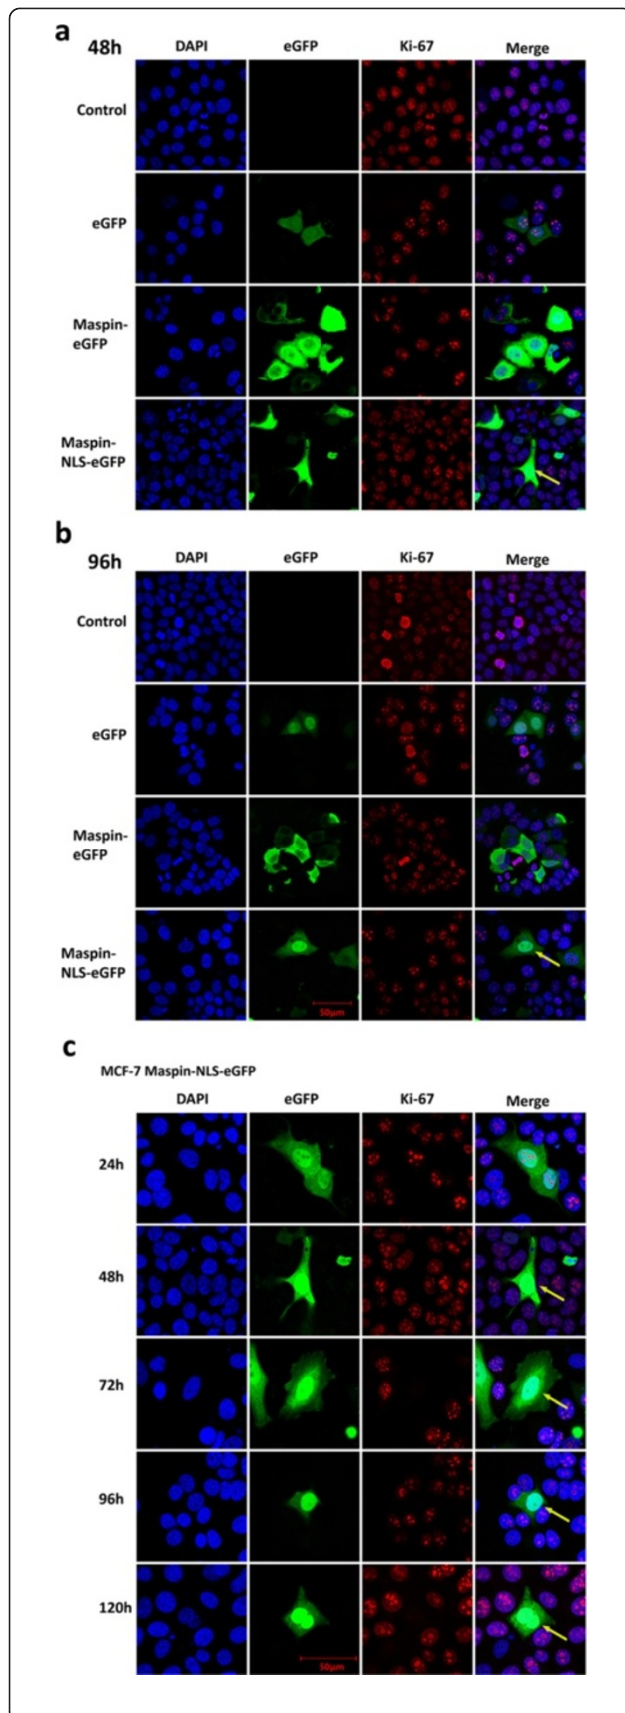 a
48h
DAPI eGFP Ki-67 Merge
Control
eGFP
Maspin-
eGFP
Maspin-
NLS-eGFP
b
96h
DAPI eGFP Ki-67 Merge
Control
eGFP
Maspin-
eGFP
Maspin-
NLS-eGFP
50μm
c
MCF-7 Maspin-NLS-eGFP
DAPI eGFP Ki-67 Merge
24h
48h
72h
96h
120h
50μm